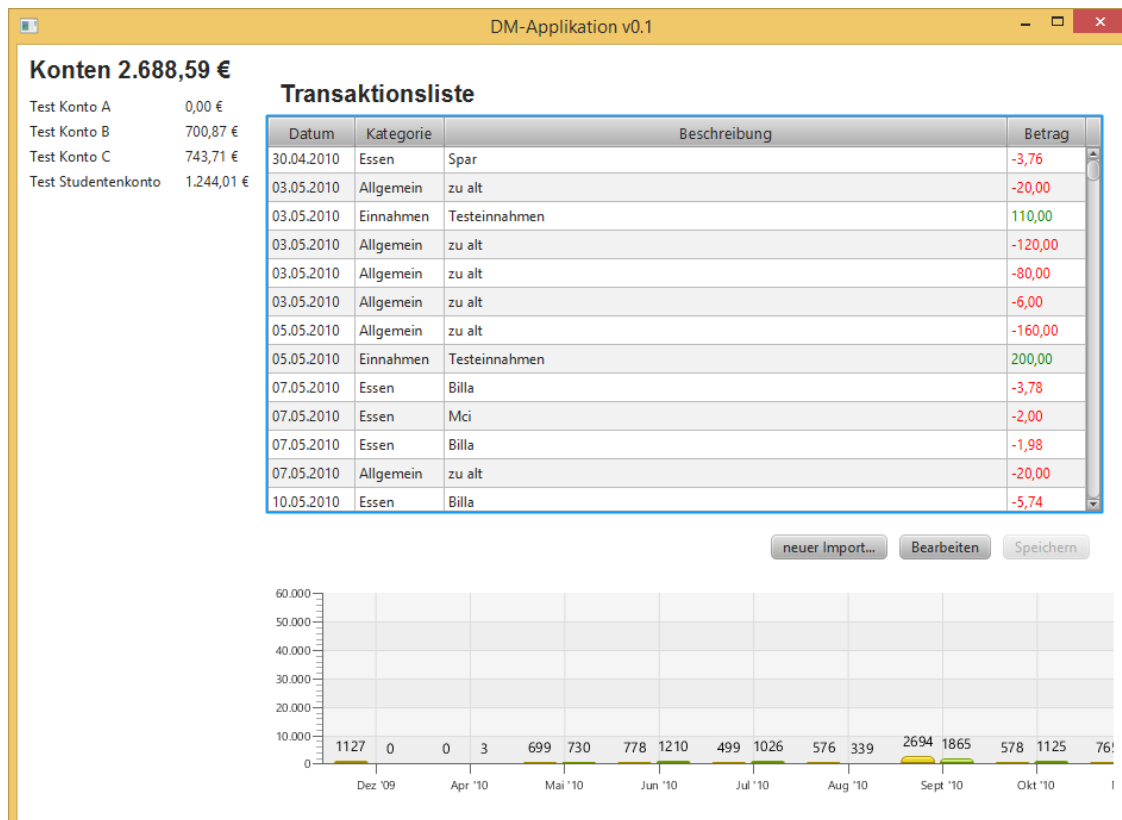 DM-Applikation v0.1
Konten 2.688,59 €
Test Konto A 0,00 €
Test Konto B 700,87 €
Test Konto C 743,71 €
Test Studentenkonto 1.244,01 €
Transaktionsliste
Datum Kategorie Beschreibung Betrag
30.04.2010 Essen Spar -3,76
03.05.2010 Allgemein zu alt -20,00
03.05.2010 Einnahmen Testeinnahmen 110,00
03.05.2010 Allgemein zu alt -120,00
03.05.2010 Allgemein zu alt -80,00
03.05.2010 Allgemein zu alt -6,00
05.05.2010 Allgemein zu alt -160,00
05.05.2010 Einnahmen Testeinnahmen 200,00
07.05.2010 Essen Billa -3,78
07.05.2010 Essen Mci -2,00
07.05.2010 Essen Billa -1,98
07.05.2010 Allgemein zu alt -20,00
10.05.2010 Essen Billa -5,74
neuer Import... Bearbeiten Speichern
60.000
50.000
40.000
30.000
20.000
10.000
0
1127 0 0 3 699 730 778 1210 499 1026 576 339 2694 1865 578 1125
Dez '09 Apr '10 Mai '10 Jun '10 Jul '10 Aug '10 Sept '10 Okt '10